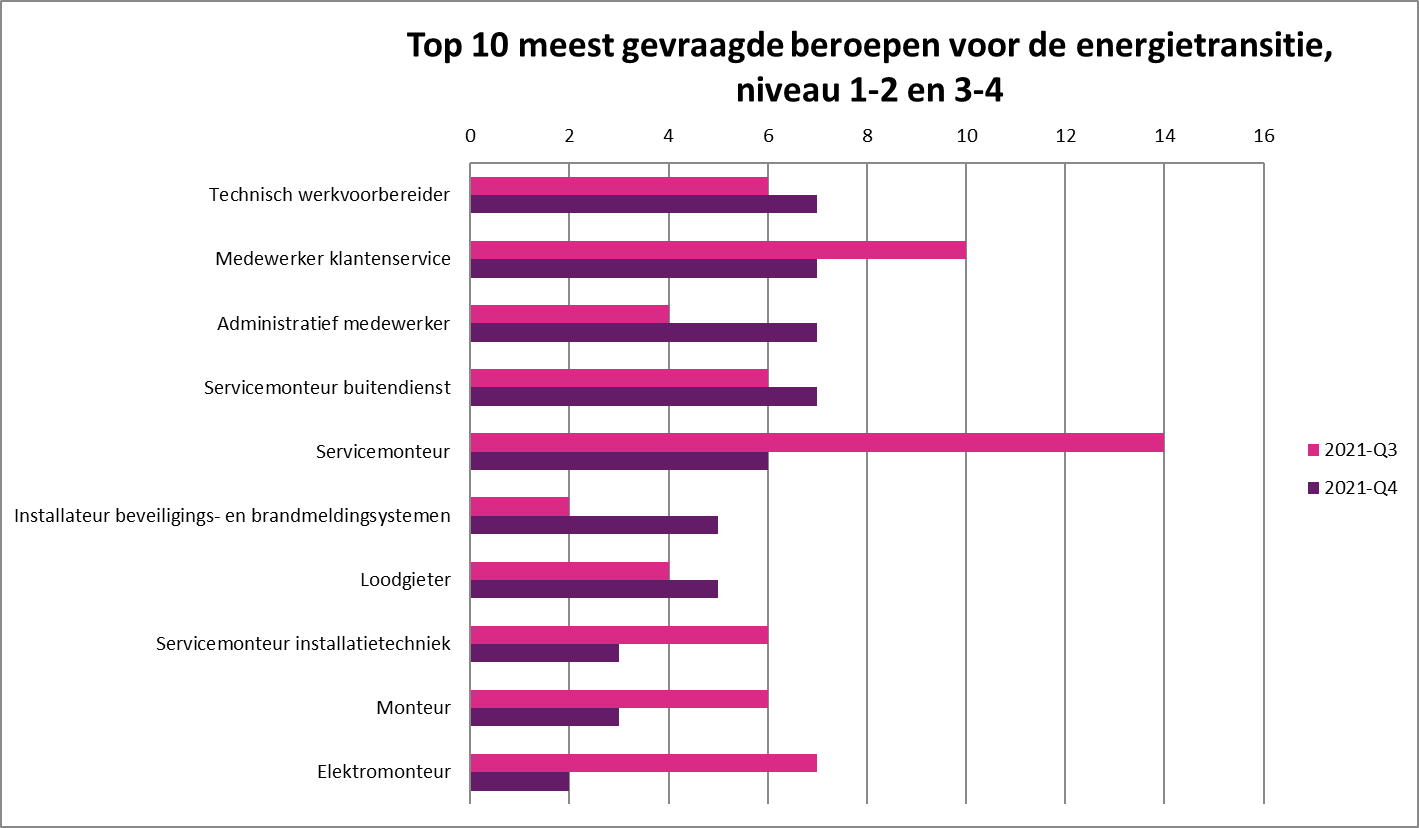 Top 10 meest gevraagde beroepen voor de energietransitie,
niveau 1-2 en 3-4
0 2 4 6 8 10 12 14 16
Technisch werkvoorbereider
Medewerker klantenservice
Administratief medewerker
Servicemonteur buitendienst
Servicemonteur
Installateur beveiligings- en brandmeldingsystemen
Loodgieter
Servicemonteur installatietechniek
Monteur
Elektromonteur
2021-Q3
2021-Q4